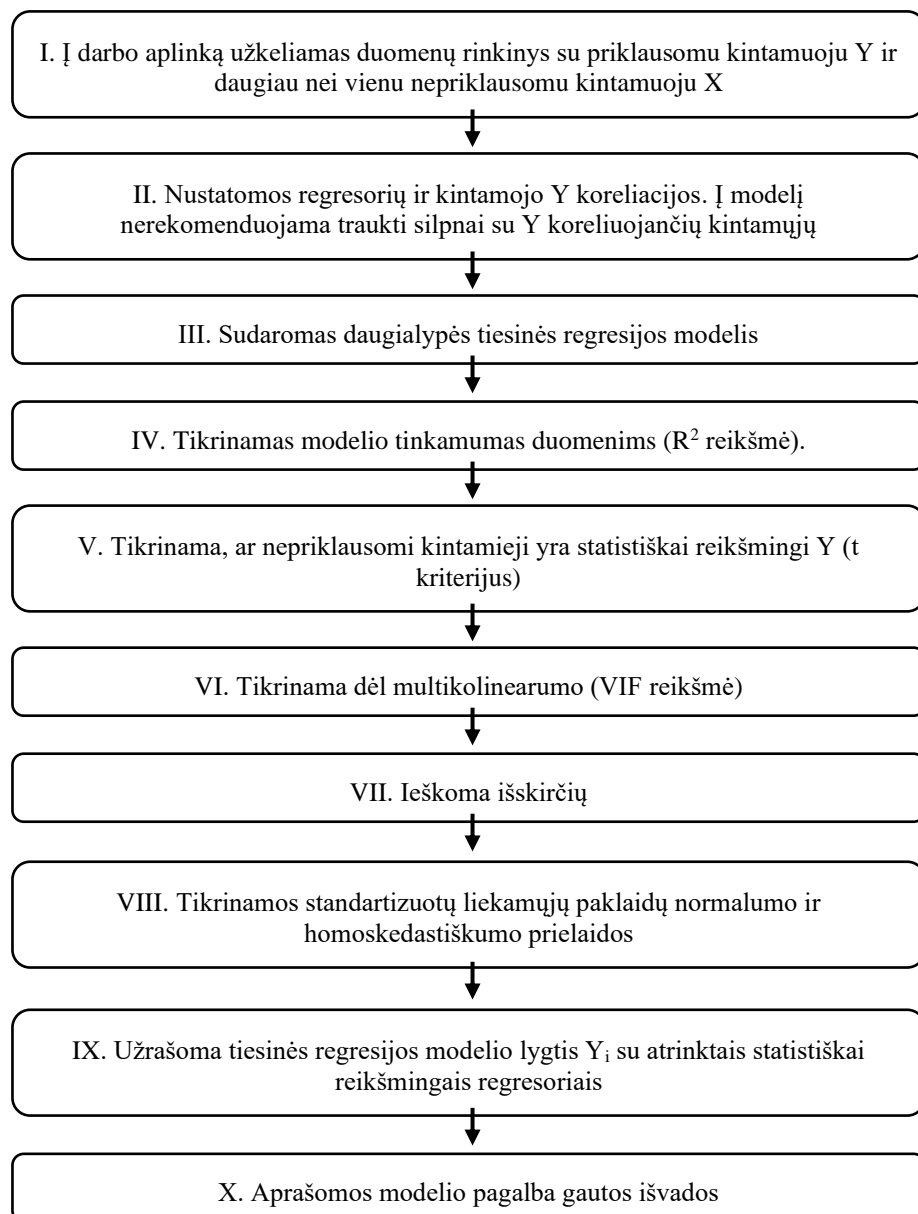 I. Į darbo aplinką užkeliamas duomenų rinkinys su priklausomu kintamuoju Y ir
daugiau nei vienu nepriklausomu kintamuoju X
II. Nustatomos regresorių ir kintamojo Y koreliacijos. Į modelį
nerekomenduojama traukti silpnai su Y koreliuojančių kintamųjų
III. Sudaromas daugialypės tiesinės regresijos modelis
IV. Tikrinamas modelio tinkamumas duomenims (R² reikšmė).
V. Tikrinama, ar nepriklausomi kintamieji yra statistiškai reikšmingi Y (t
kriterijus)
VI. Tikrinama dėl multikolinearumo (VIF reikšmė)
VII. Ieškoma išskirčių
VIII. Tikrinamos standartizuotų liekamųjų paklaidų normalumo ir
homoskedastiškumo prielaidos
IX. Užrašoma tiesinės regresijos modelio lygtis Yᵢ su atrinktais statistiškai
reikšmingais regresoriais
X. Aprašomos modelio pagalba gautos išvados